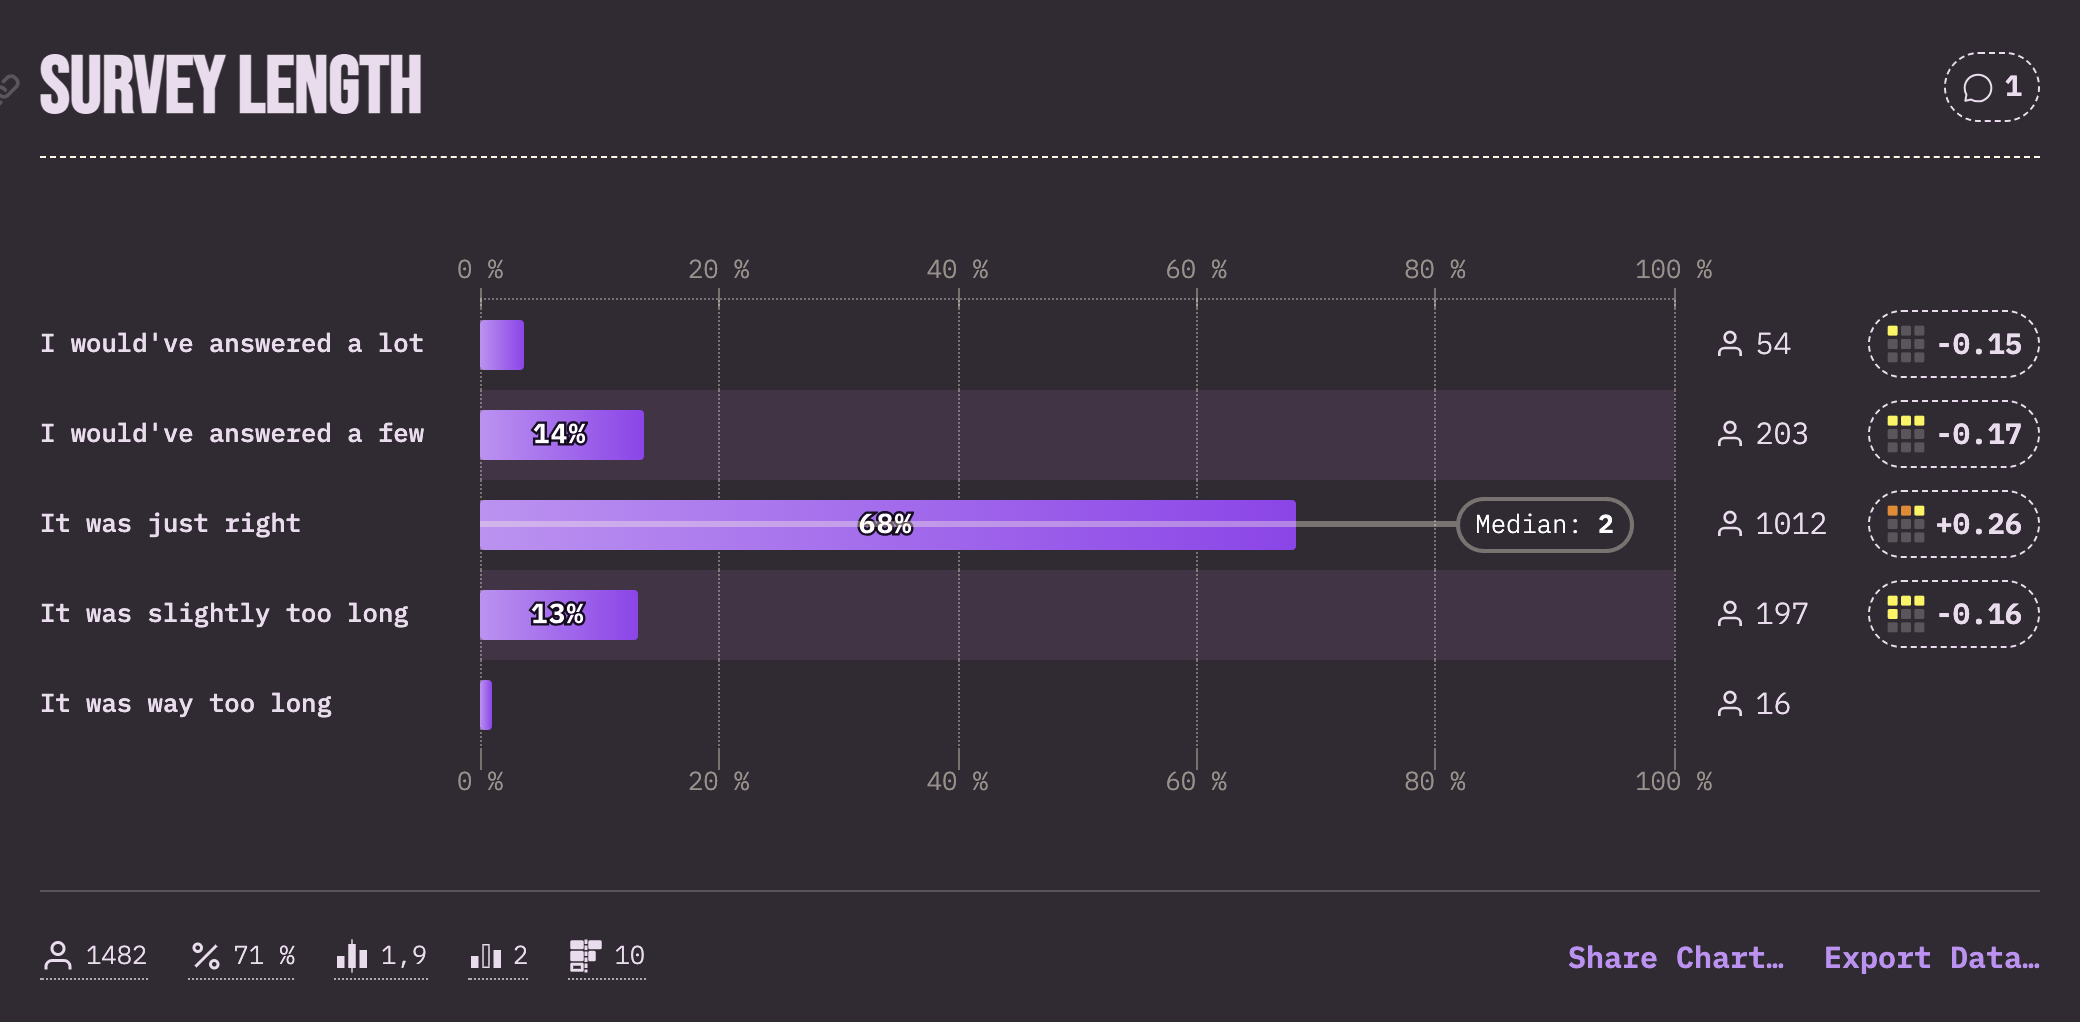 SURVEY LENGTH
1
0 % 20 % 40 % 60 % 80 % 100 %
I would've answered a lot 54 -0.15
I would've answered a few 14% 203 -0.17
It was just right 68% Median: 2 1012 +0.26
It was slightly too long 13% 197 -0.16
It was way too long 16
0 % 20 % 40 % 60 % 80 % 100 %
1482 71 % 1,9 2 10 Share Chart… Export Data…